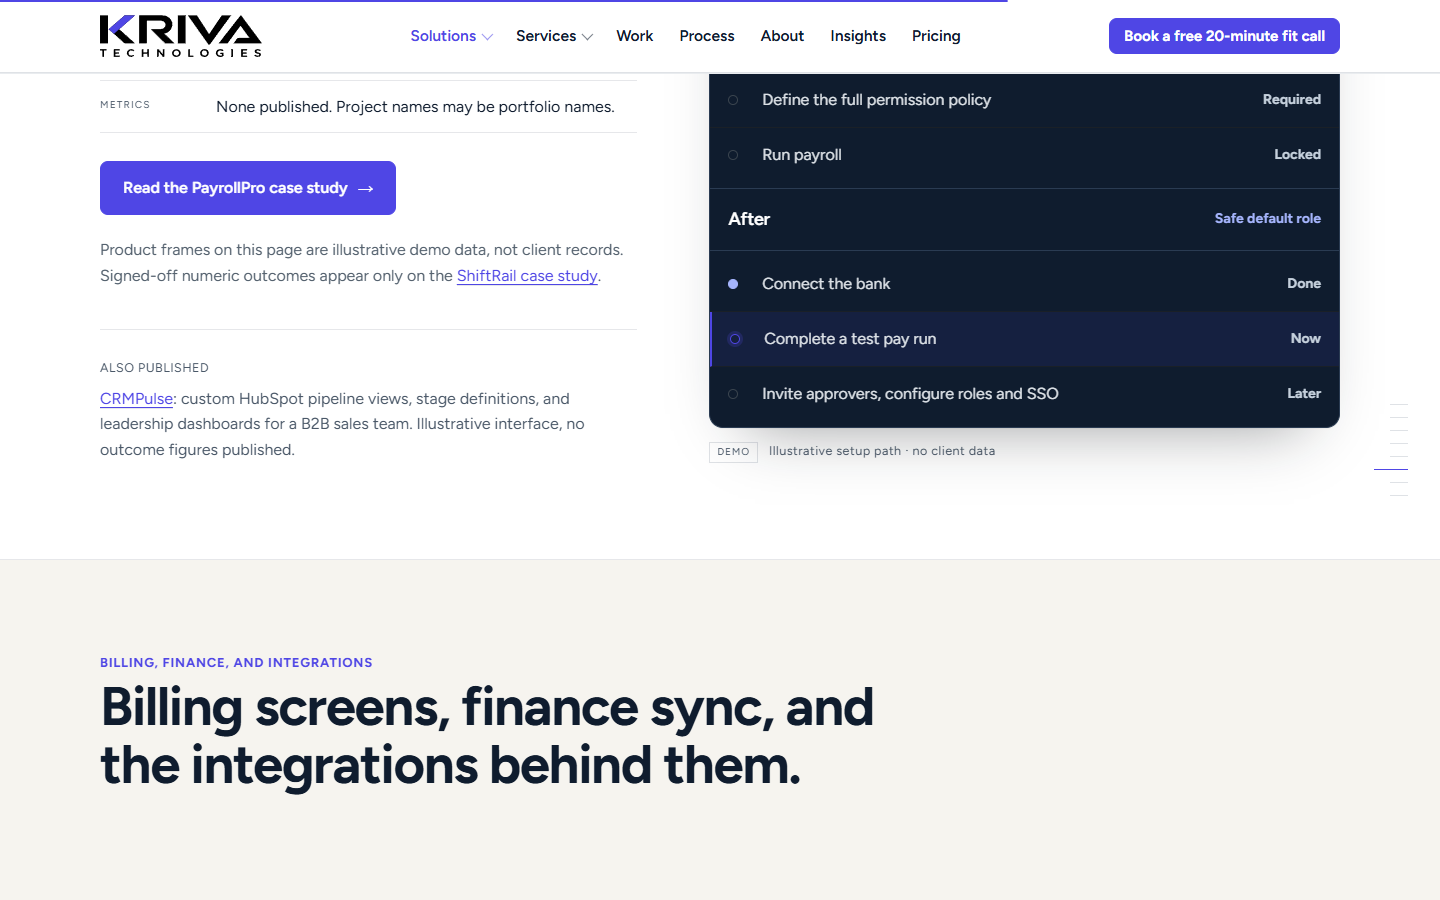 KRIVA
TECHNOLOGIES
Solutions
Services
Work
Process
About
Insights
Pricing
Book a free 20-minute fit call
METRICS
None published. Project names may be portfolio names.
Read the PayrollPro case study →
Product frames on this page are illustrative demo data, not client records.
Signed-off numeric outcomes appear only on the ShiftRail case study.
ALSO PUBLISHED
CRMPulse: custom HubSpot pipeline views, stage definitions, and
leadership dashboards for a B2B sales team. Illustrative interface, no
outcome figures published.
Define the full permission policy Required
Run payroll Locked
After Safe default role
Connect the bank Done
Complete a test pay run Now
Invite approvers, configure roles and SSO Later
DEMO Illustrative setup path · no client data
BILLING, FINANCE, AND INTEGRATIONS
Billing screens, finance sync, and
the integrations behind them.